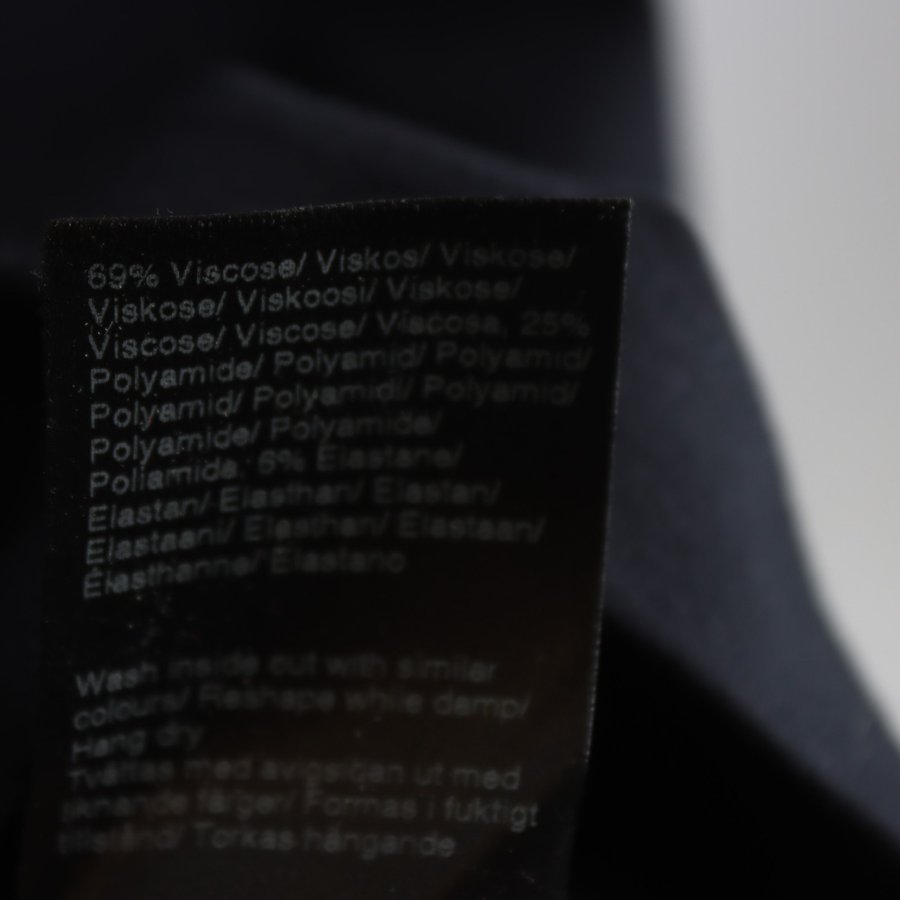 69% Viscose/ Viskos/ Viskose/
Viskose/ Viskoosi/ Viskose/
Viscose/ Viscose/ Viscosa, 25%
Polyamide/ Polyamid/ Polyamid/
Polyamid/ Polyamidi/ Polyamid/
Polyamide/ Polyamide/
Poliamida, 6% Elastane/
Elastan/ Elasthan/ Elastan/
Elastaani/ Elasthan/ Elastaan/
Élasthanne/ Elastano
Wash inside out with similar
colours/ Reshape while damp/
Hang dry
Tvättas med avigsidan ut med
liknande färger/ Formas i fuktigt
tillstånd/ Torkas hängande